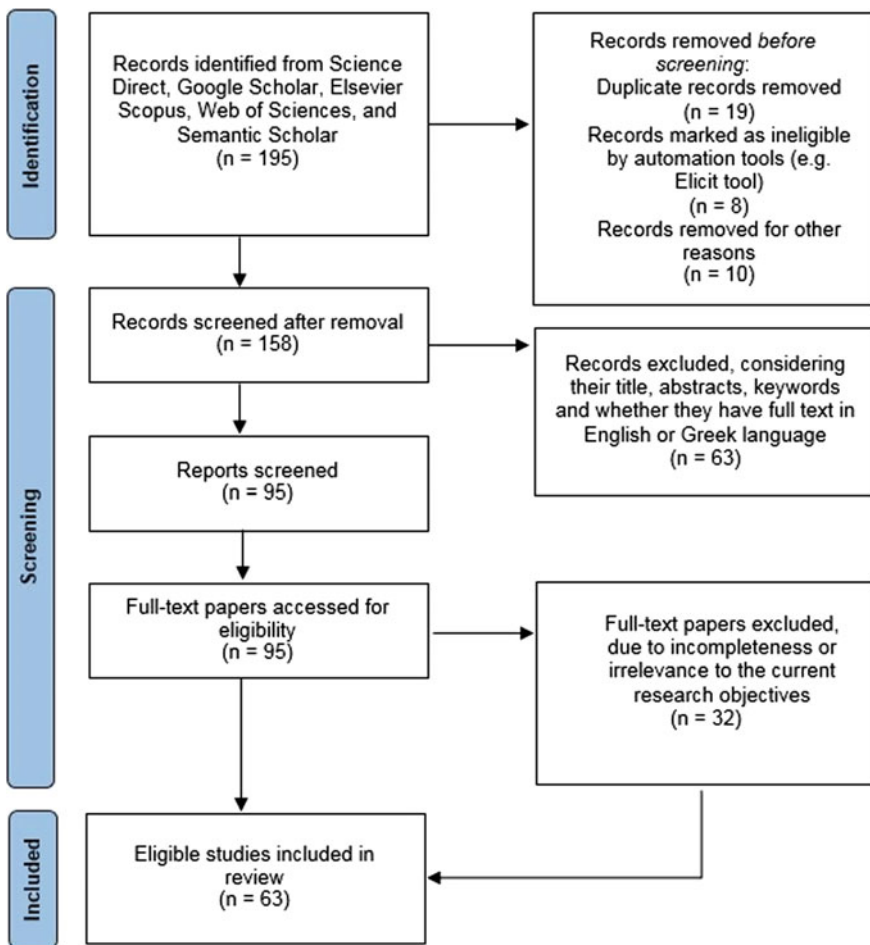 Identification
Records identified from Science
Direct, Google Scholar, Elsevier
Scopus, Web of Sciences, and
Semantic Scholar
(n = 195)
Records removed before
screening:
Duplicate records removed
(n = 19)
Records marked as ineligible
by automation tools (e.g.
Elicit tool)
(n = 8)
Records removed for other
reasons
(n = 10)
Screening
Records screened after removal
(n = 158)
Records excluded, considering
their title, abstracts, keywords
and whether they have full text in
English or Greek language
(n = 63)
Reports screened
(n = 95)
Full-text papers accessed for
eligibility
(n = 95)
Full-text papers excluded,
due to incompleteness or
irrelevance to the current
research objectives
(n = 32)
Included
Eligible studies included in
review
(n = 63)